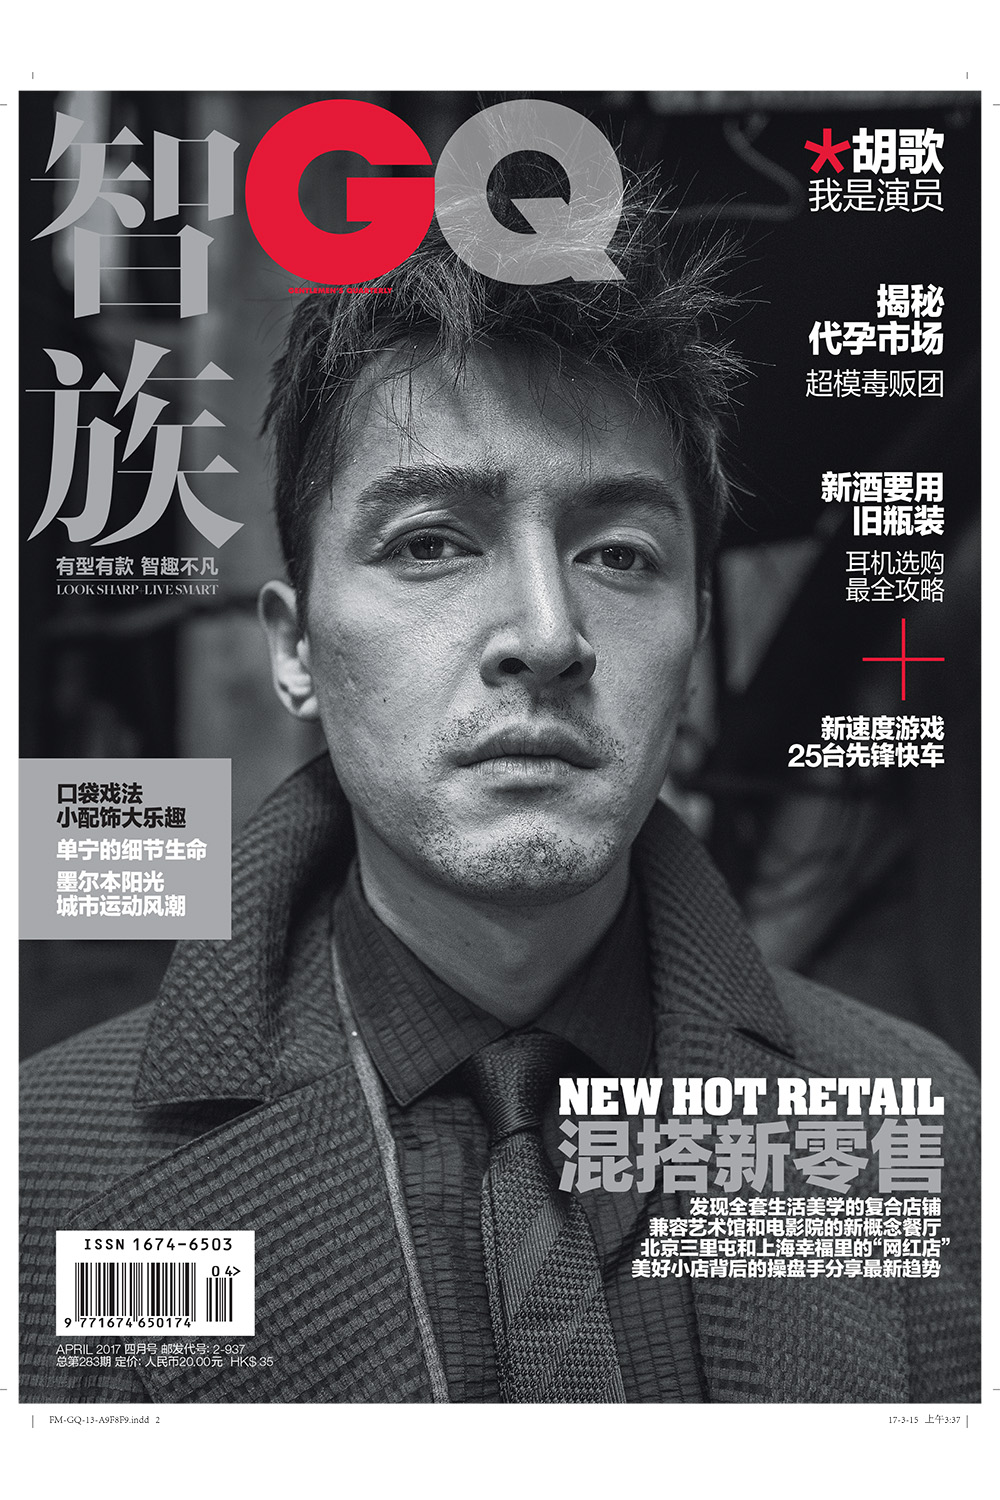 智族
GQ
GENTLEMEN'S QUARTERLY
有型有款 智趣不凡
LOOK SHARP+LIVE SMART
*胡歌
我是演员
揭秘
代孕市场
超模毒贩团
新酒要用
旧瓶装
耳机选购
最全攻略
+
新速度游戏
25台先锋快车
口袋戏法
小配饰大乐趣
单宁的细节生命
墨尔本阳光
城市运动风潮
NEW HOT RETAIL
混搭新零售
发现全套生活美学的复合店铺
兼容艺术馆和电影院的新概念餐厅
北京三里屯和上海幸福里的“网红店”
美好小店背后的操盘手分享最新趋势
ISSN 1674-6503
04>
9 771674 650174
APRIL 2017 四月号 邮发代号: 2-937
总第283期 定价: 人民币20.00元 HK$ 35
FM-GQ-13-A9F8F9.indd 2
17-3-15 上午3:37